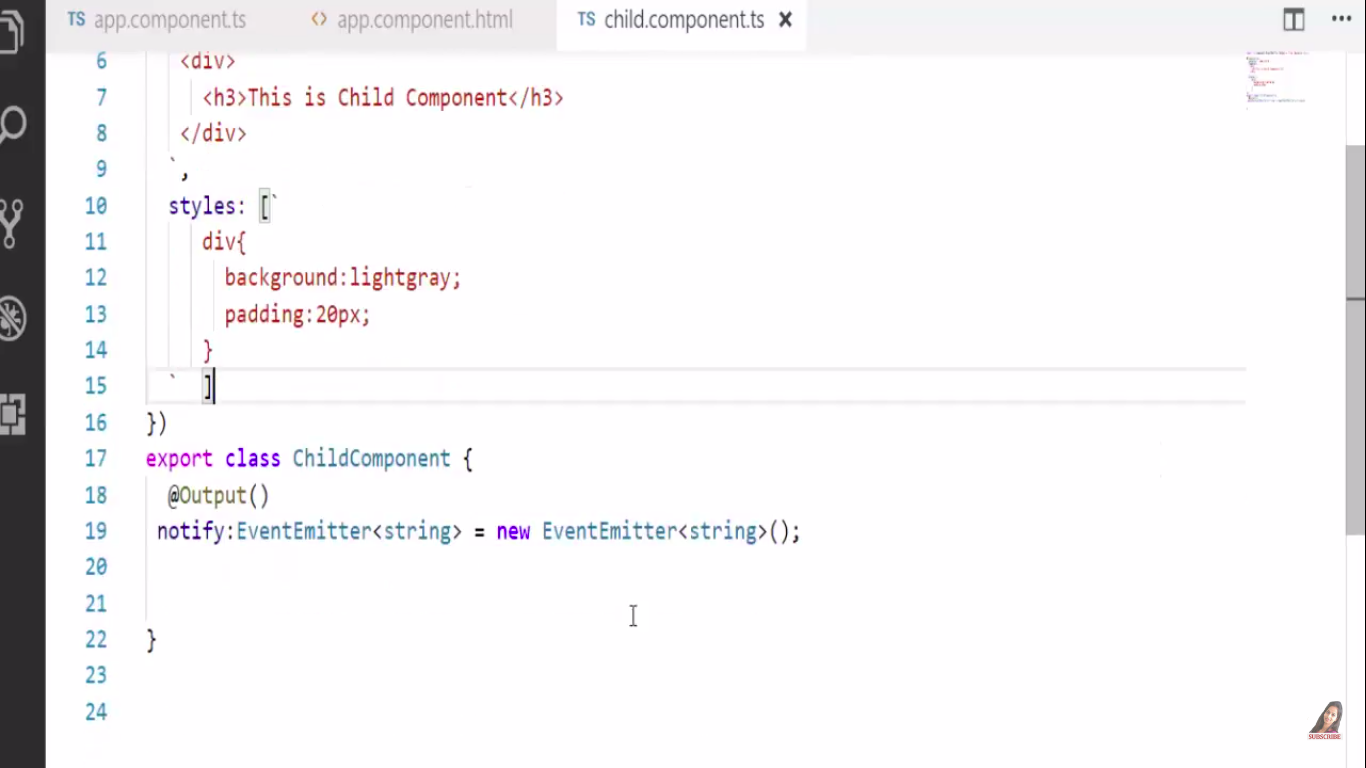 TS app.component.ts <> app.component.html TS child.component.ts ×
6 <div>
7 <h3>This is Child Component</h3>
8 </div>
9 `,
10 styles: [`
11 div{
12 background:lightgray;
13 padding:20px;
14 }
15 ` ]
16 })
17 export class ChildComponent {
18 @Output()
19 notify:EventEmitter<string> = new EventEmitter<string>();
20
21
22 }
23
24
SUBSCRIBE